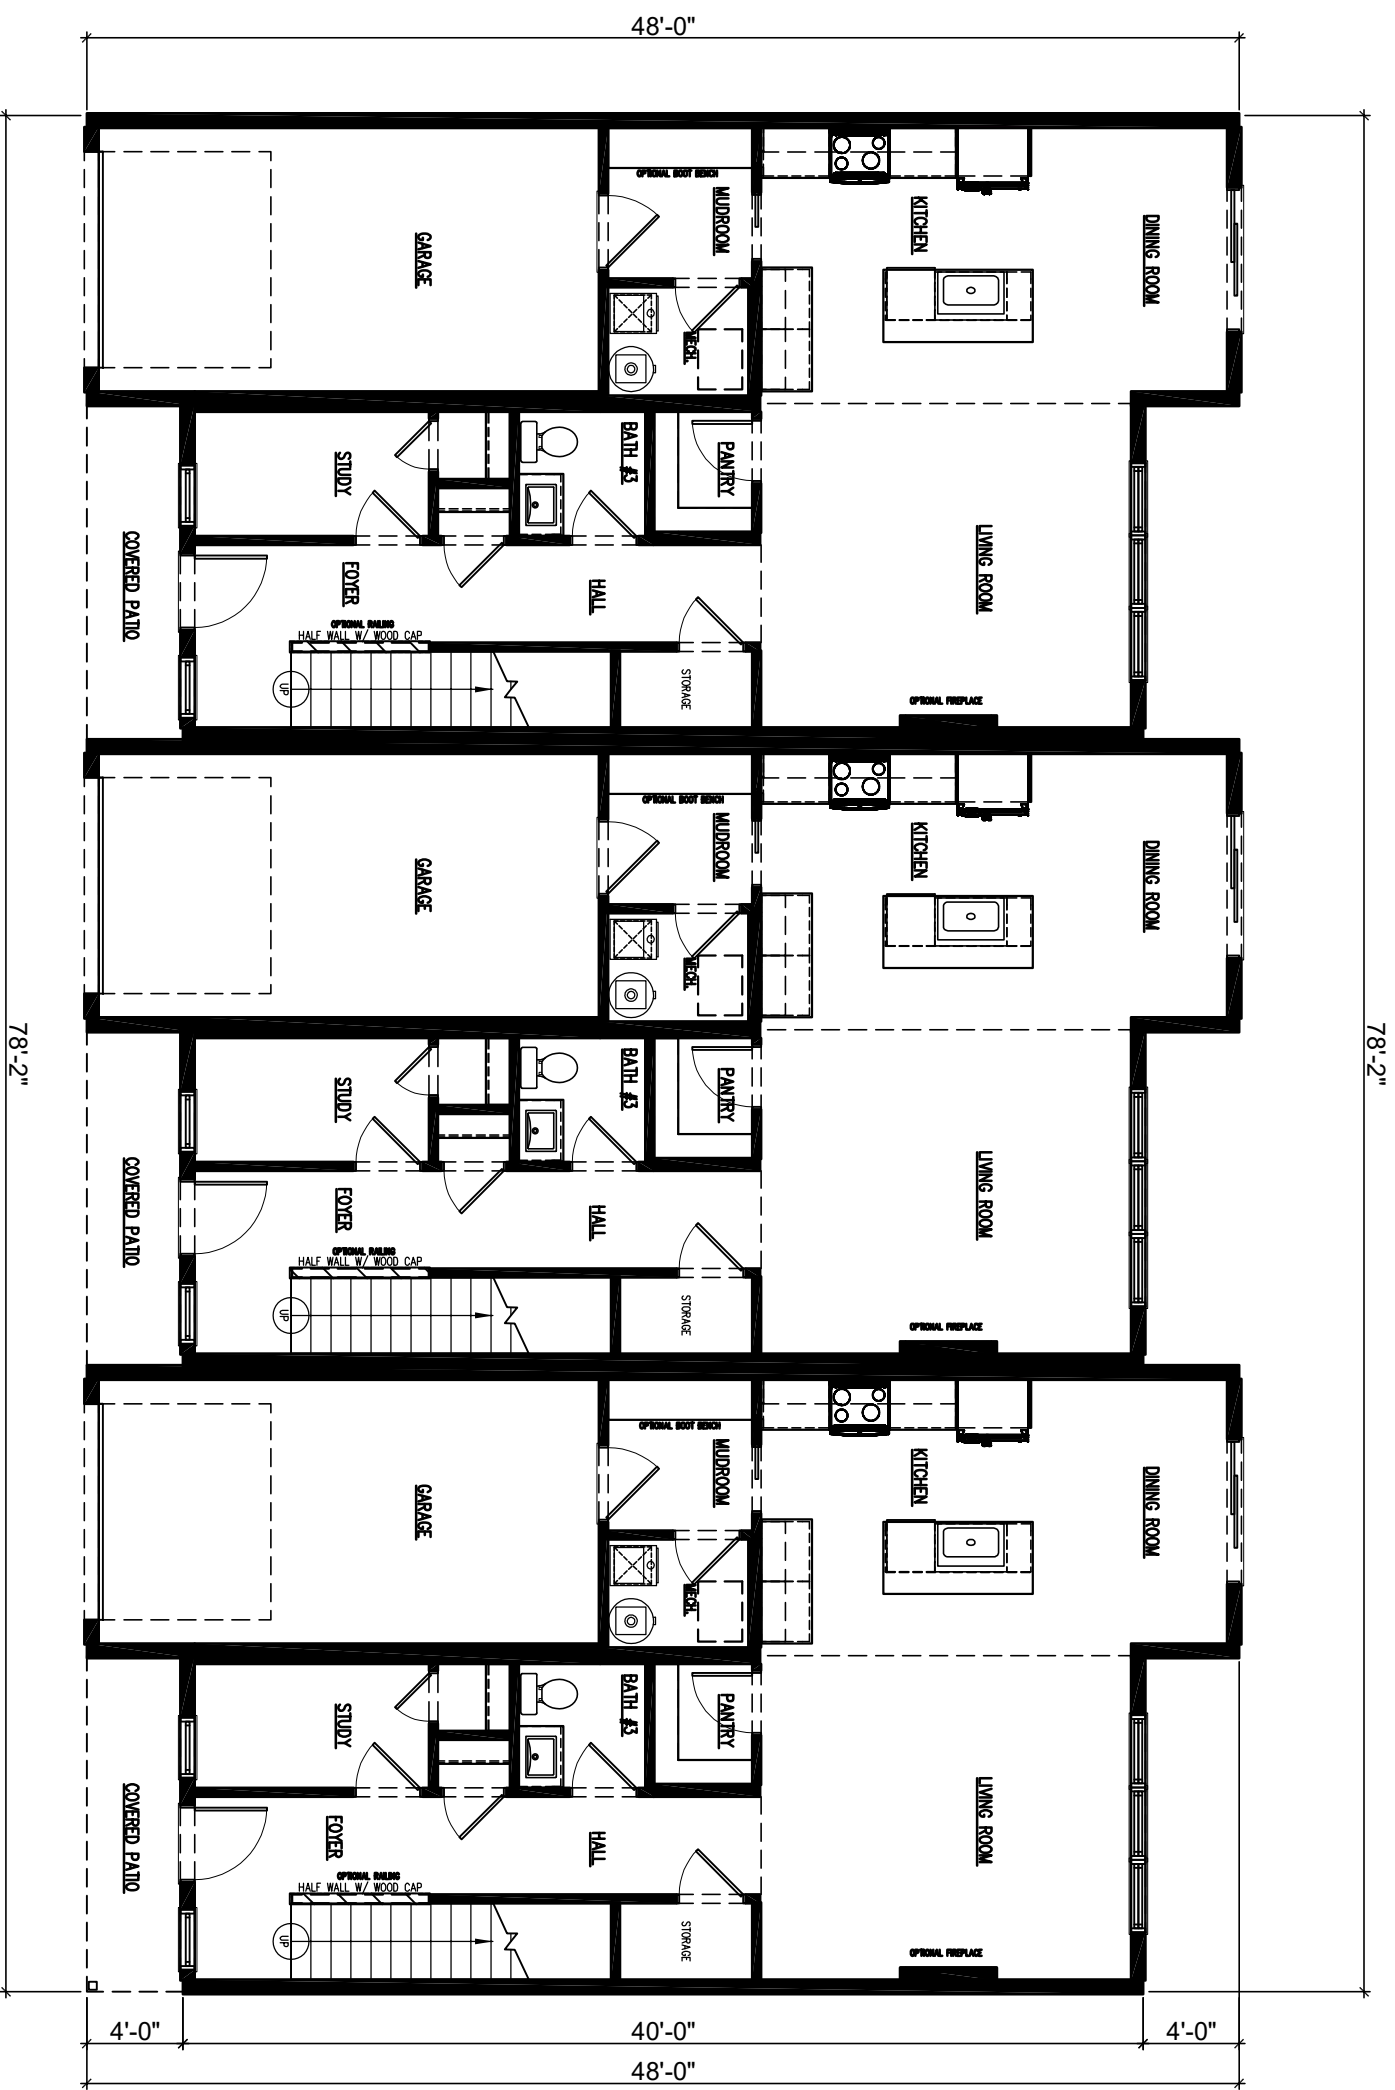 48'-0"
78'-2"
78'-2"
OPTIONAL BOOT BENCH
MUDROOM
KITCHEN
DINING ROOM
GARAGE
MECH.
STUDY
BATH #3
PANTRY
COVERED PATIO
FOYER
HALL
LIVING ROOM
OPTIONAL RAILING
HALF WALL W/ WOOD CAP
UP
STORAGE
OPTIONAL FIREPLACE
OPTIONAL BOOT BENCH
MUDROOM
KITCHEN
DINING ROOM
GARAGE
MECH.
STUDY
BATH #3
PANTRY
COVERED PATIO
FOYER
HALL
LIVING ROOM
OPTIONAL RAILING
HALF WALL W/ WOOD CAP
UP
STORAGE
OPTIONAL FIREPLACE
OPTIONAL BOOT BENCH
MUDROOM
KITCHEN
DINING ROOM
GARAGE
MECH.
STUDY
BATH #3
PANTRY
COVERED PATIO
FOYER
HALL
LIVING ROOM
OPTIONAL RAILING
HALF WALL W/ WOOD CAP
UP
STORAGE
OPTIONAL FIREPLACE
4'-0"
40'-0"
4'-0"
48'-0"